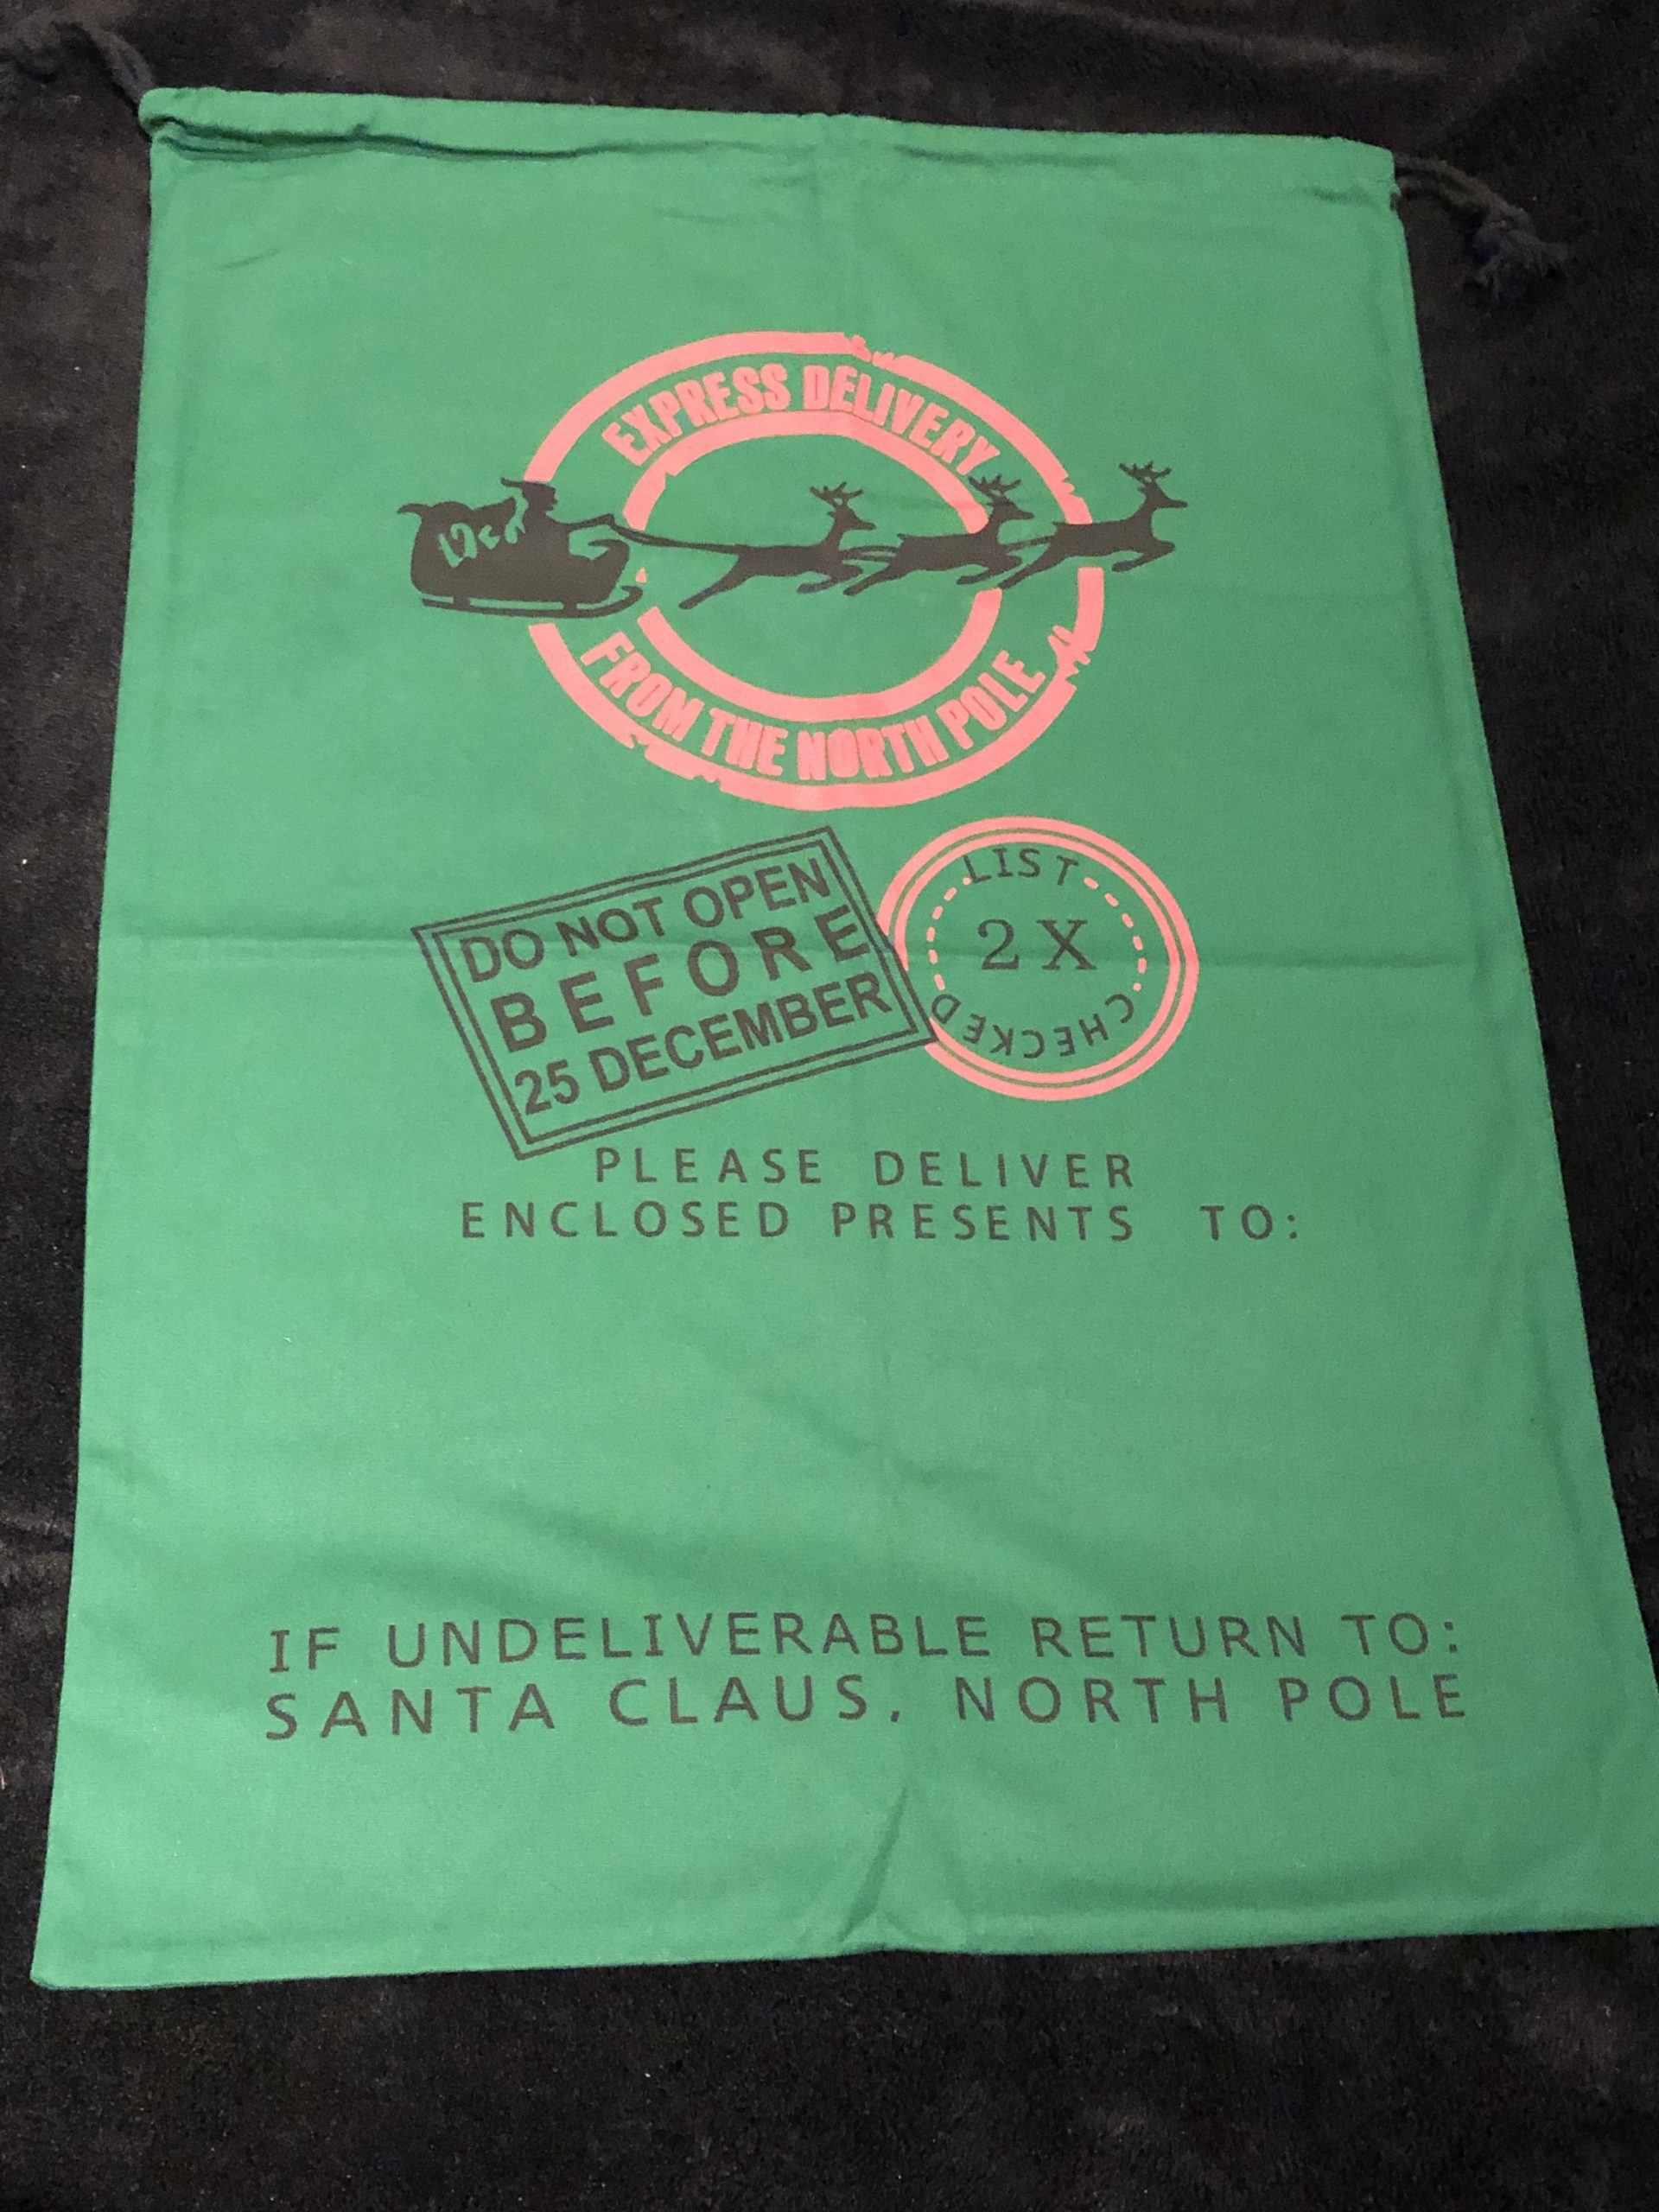 EXPRESS DELIVERY
FROM THE NORTH POLE
DO NOT OPEN
BEFORE
25 DECEMBER
LIST
2X
CHECKED
PLEASE DELIVER
ENCLOSED PRESENTS TO:
IF UNDELIVERABLE RETURN TO:
SANTA CLAUS, NORTH POLE